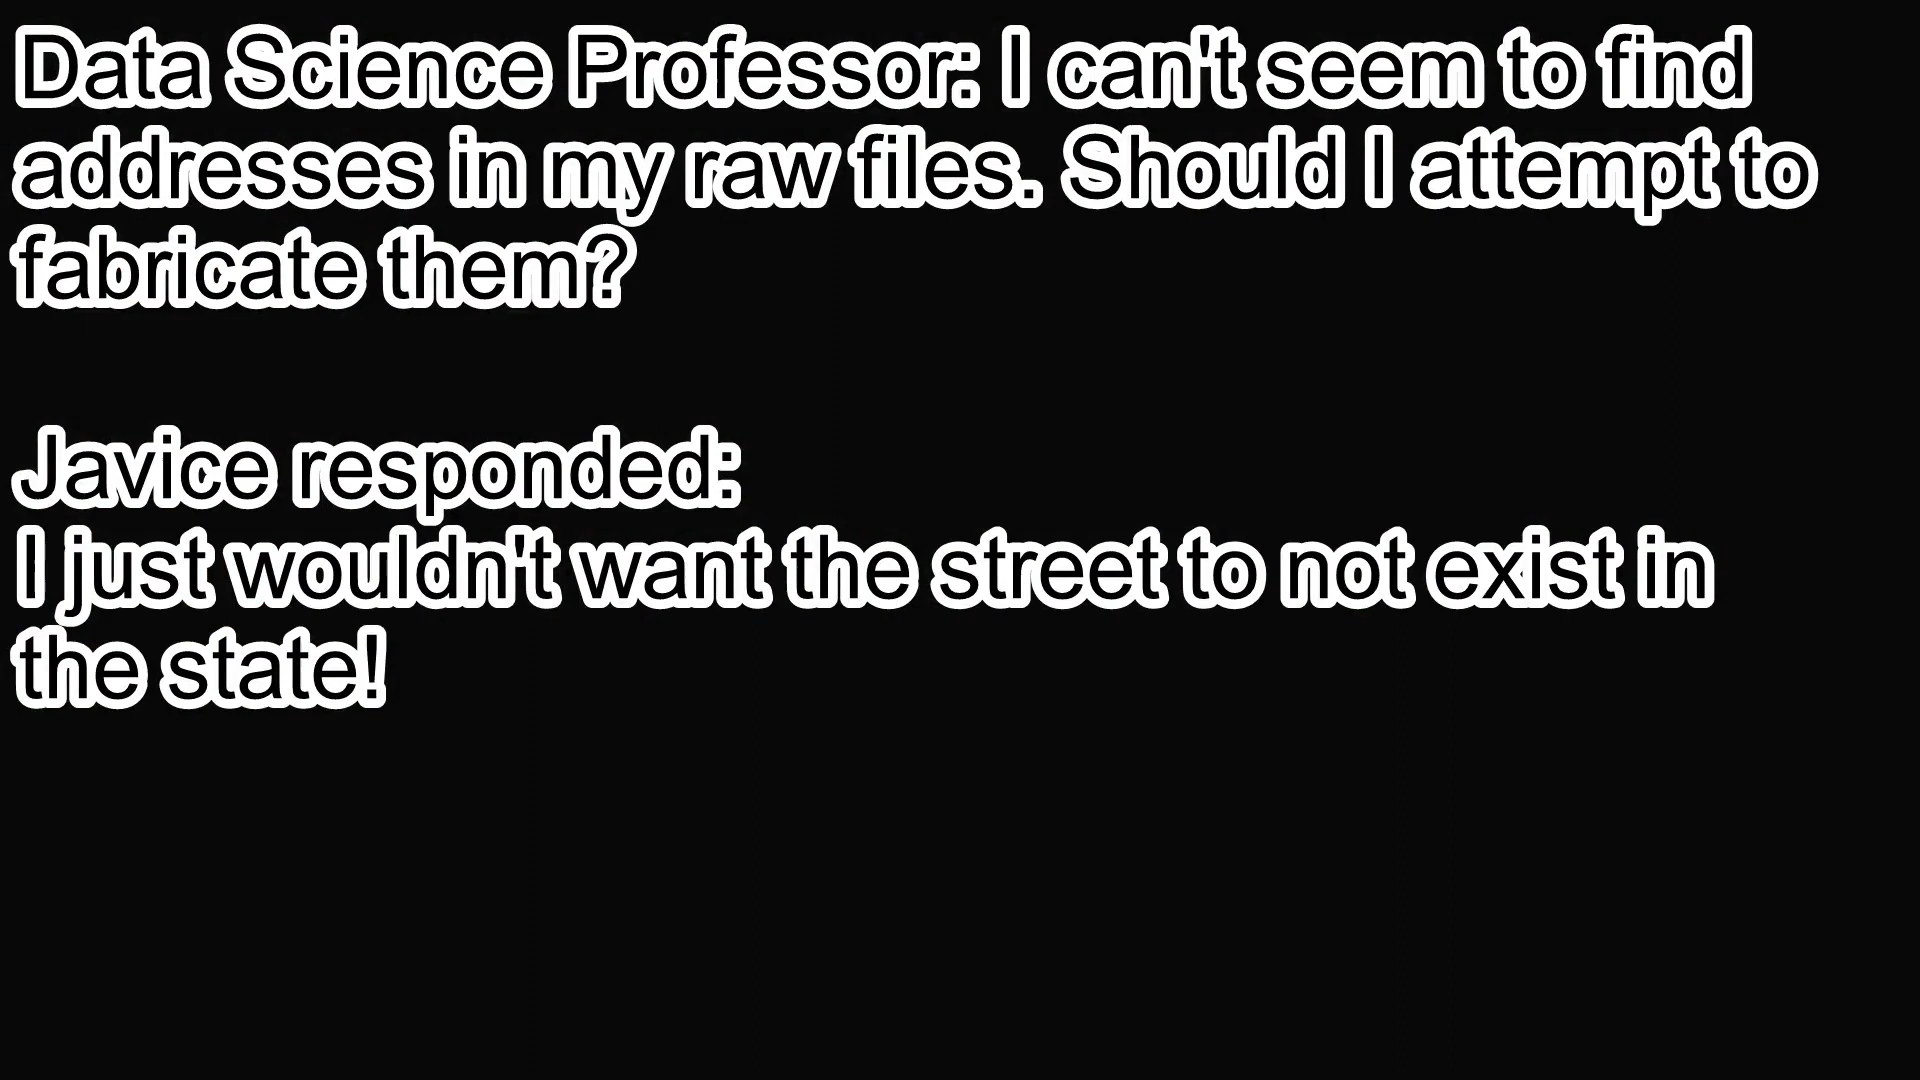 Data Science Professor: I can't seem to find
addresses in my raw files. Should I attempt to
fabricate them?
Javice responded:
I just wouldn't want the street to not exist in
the state!